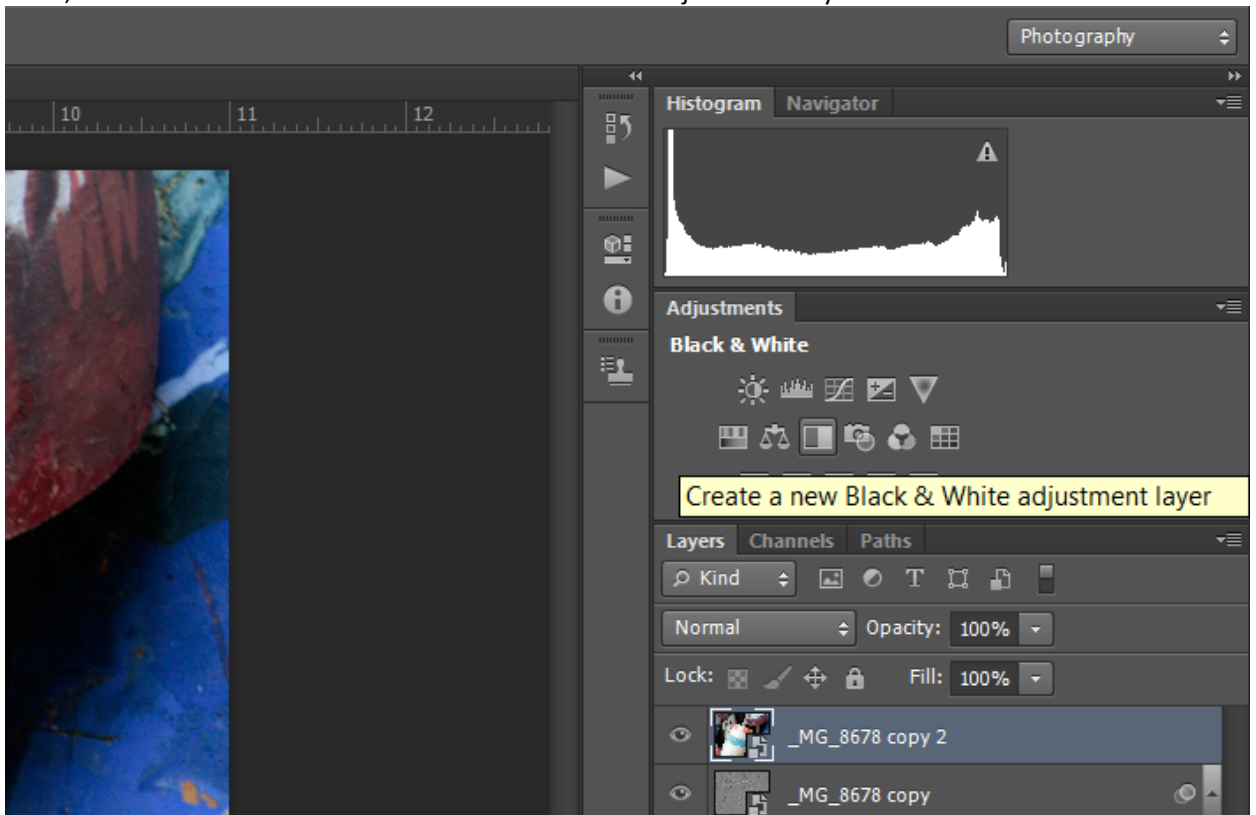 Photography
10 11 12
Histogram Navigator
Adjustments
Black & White
Create a new Black & White adjustment layer
Layers Channels Paths
Kind
T
Normal Opacity: 100%
Lock: Fill: 100%
_MG_8678 copy 2
_MG_8678 copy